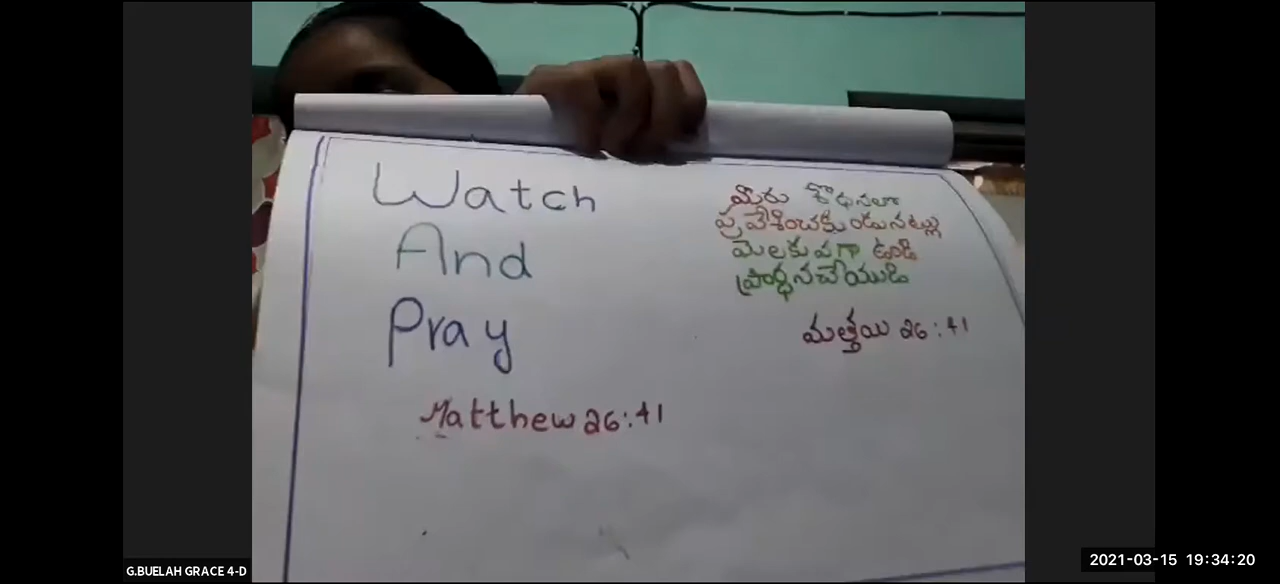 Watch
And
Pray
Matthew 26:41
మీరు శోధనలో
ప్రవేశించకుండునట్లు
మెలకువగా ఉండి
ప్రార్ధనచేయుడి
మత్తయి 26:41
G.BUELAH GRACE 4-D
2021-03-15 19:34:20